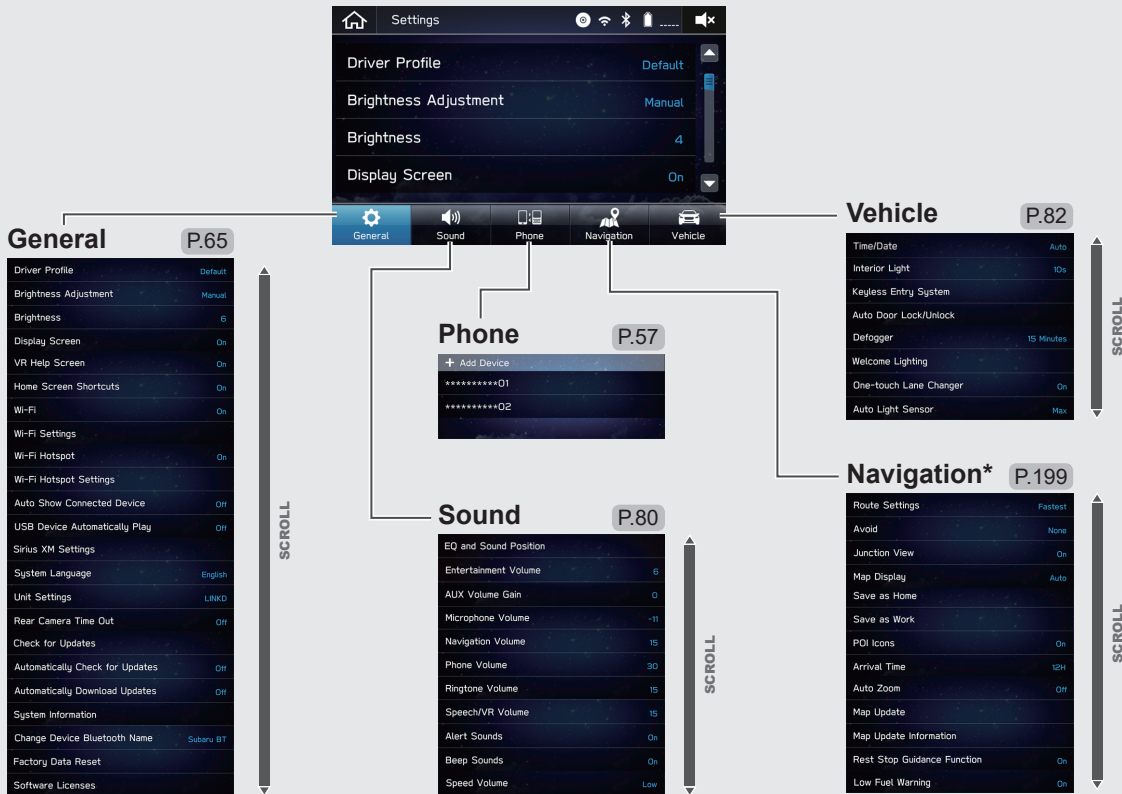 Settings
Driver Profile Default
Brightness Adjustment Manual
Brightness 4
Display Screen On
General Sound Phone Navigation Vehicle
General P.65
Driver Profile Default
Brightness Adjustment Manual
Brightness 6
Display Screen On
VR Help Screen On
Home Screen Shortcuts On
Wi-Fi On
Wi-Fi Settings
Wi-Fi Hotspot On
Wi-Fi Hotspot Settings
Auto Show Connected Device Off
USB Device Automatically Play Off
Sirius XM Settings
System Language English
Unit Settings LINKD
Rear Camera Time Out Off
Check for Updates
Automatically Check for Updates Off
Automatically Download Updates Off
System Information
Change Device Bluetooth Name Subaru BT
Factory Data Reset
Software Licenses
SCROLL
Phone P.57
+ Add Device
**********01
**********02
Sound P.80
EQ and Sound Position
Entertainment Volume 6
AUX Volume Gain 0
Microphone Volume -11
Navigation Volume 15
Phone Volume 30
Ringtone Volume 15
Speech/VR Volume 15
Alert Sounds On
Beep Sounds On
Speed Volume Low
SCROLL
Vehicle P.82
Time/Date Auto
Interior Light 10s
Keyless Entry System
Auto Door Lock/Unlock
Defogger 15 Minutes
Welcome Lighting
One-touch Lane Changer On
Auto Light Sensor Max
SCROLL
Navigation* P.199
Route Settings Fastest
Avoid None
Junction View On
Map Display Auto
Save as Home
Save as Work
POI Icons On
Arrival Time 12H
Auto Zoom Off
Map Update
Map Update Information
Rest Stop Guidance Function On
Low Fuel Warning On
SCROLL